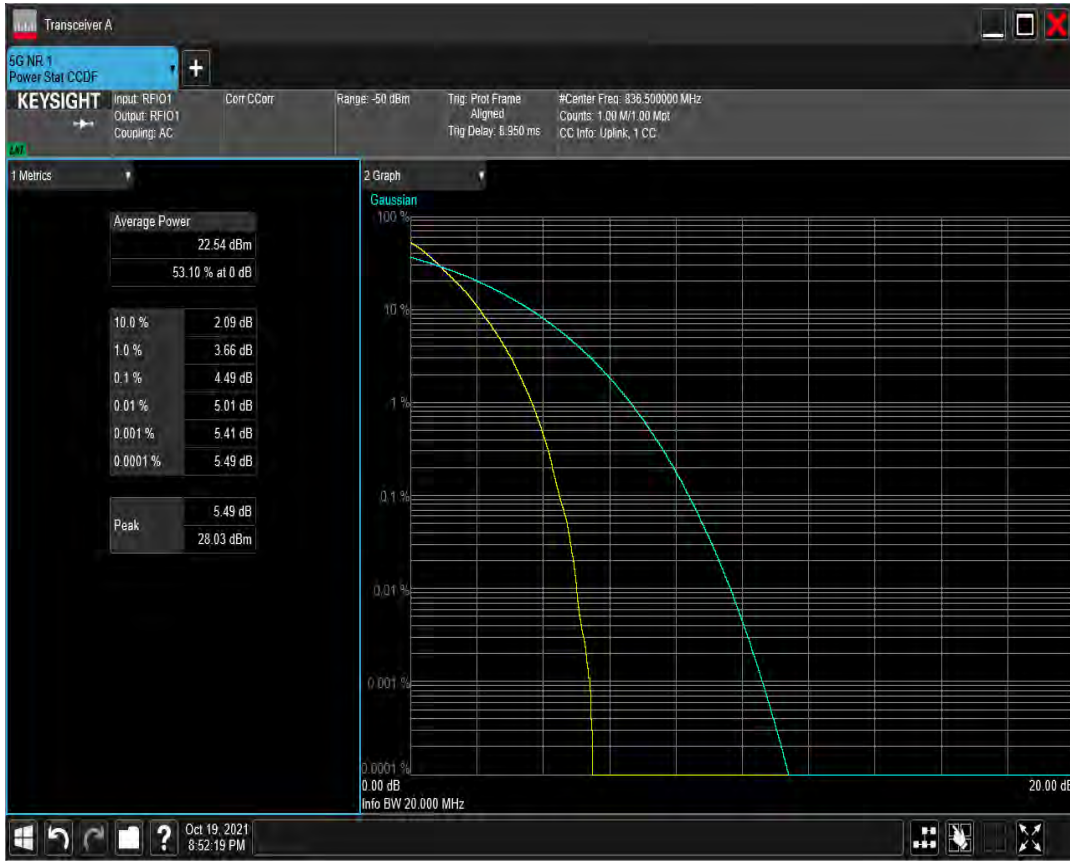 Transceiver A
5G NR 1
Power Stat CCDF
+
KEYSIGHT
Input: RFIO1
Output: RFIO1
Coupling: AC
Corr CCorr
Range: -50 dBm
Trig: Prot Frame
Aligned
Trig Delay: 8.950 ms
#Center Freq: 836.500000 MHz
Counts: 1.00 M/1.00 Mpt
CC Info: Uplink, 1 CC
1 Metrics
Average Power
22.54 dBm
53.10 % at 0 dB
10.0 % 2.09 dB
1.0 % 3.66 dB
0.1 % 4.49 dB
0.01 % 5.01 dB
0.001 % 5.41 dB
0.0001 % 5.49 dB
Peak
5.49 dB
28.03 dBm
2 Graph
Gaussian
100 %
10 %
1 %
0.1 %
0.01 %
0.001 %
0.0001 %
0.00 dB
20.00 dB
Info BW 20.000 MHz
?
Oct 19, 2021
8:52:19 PM